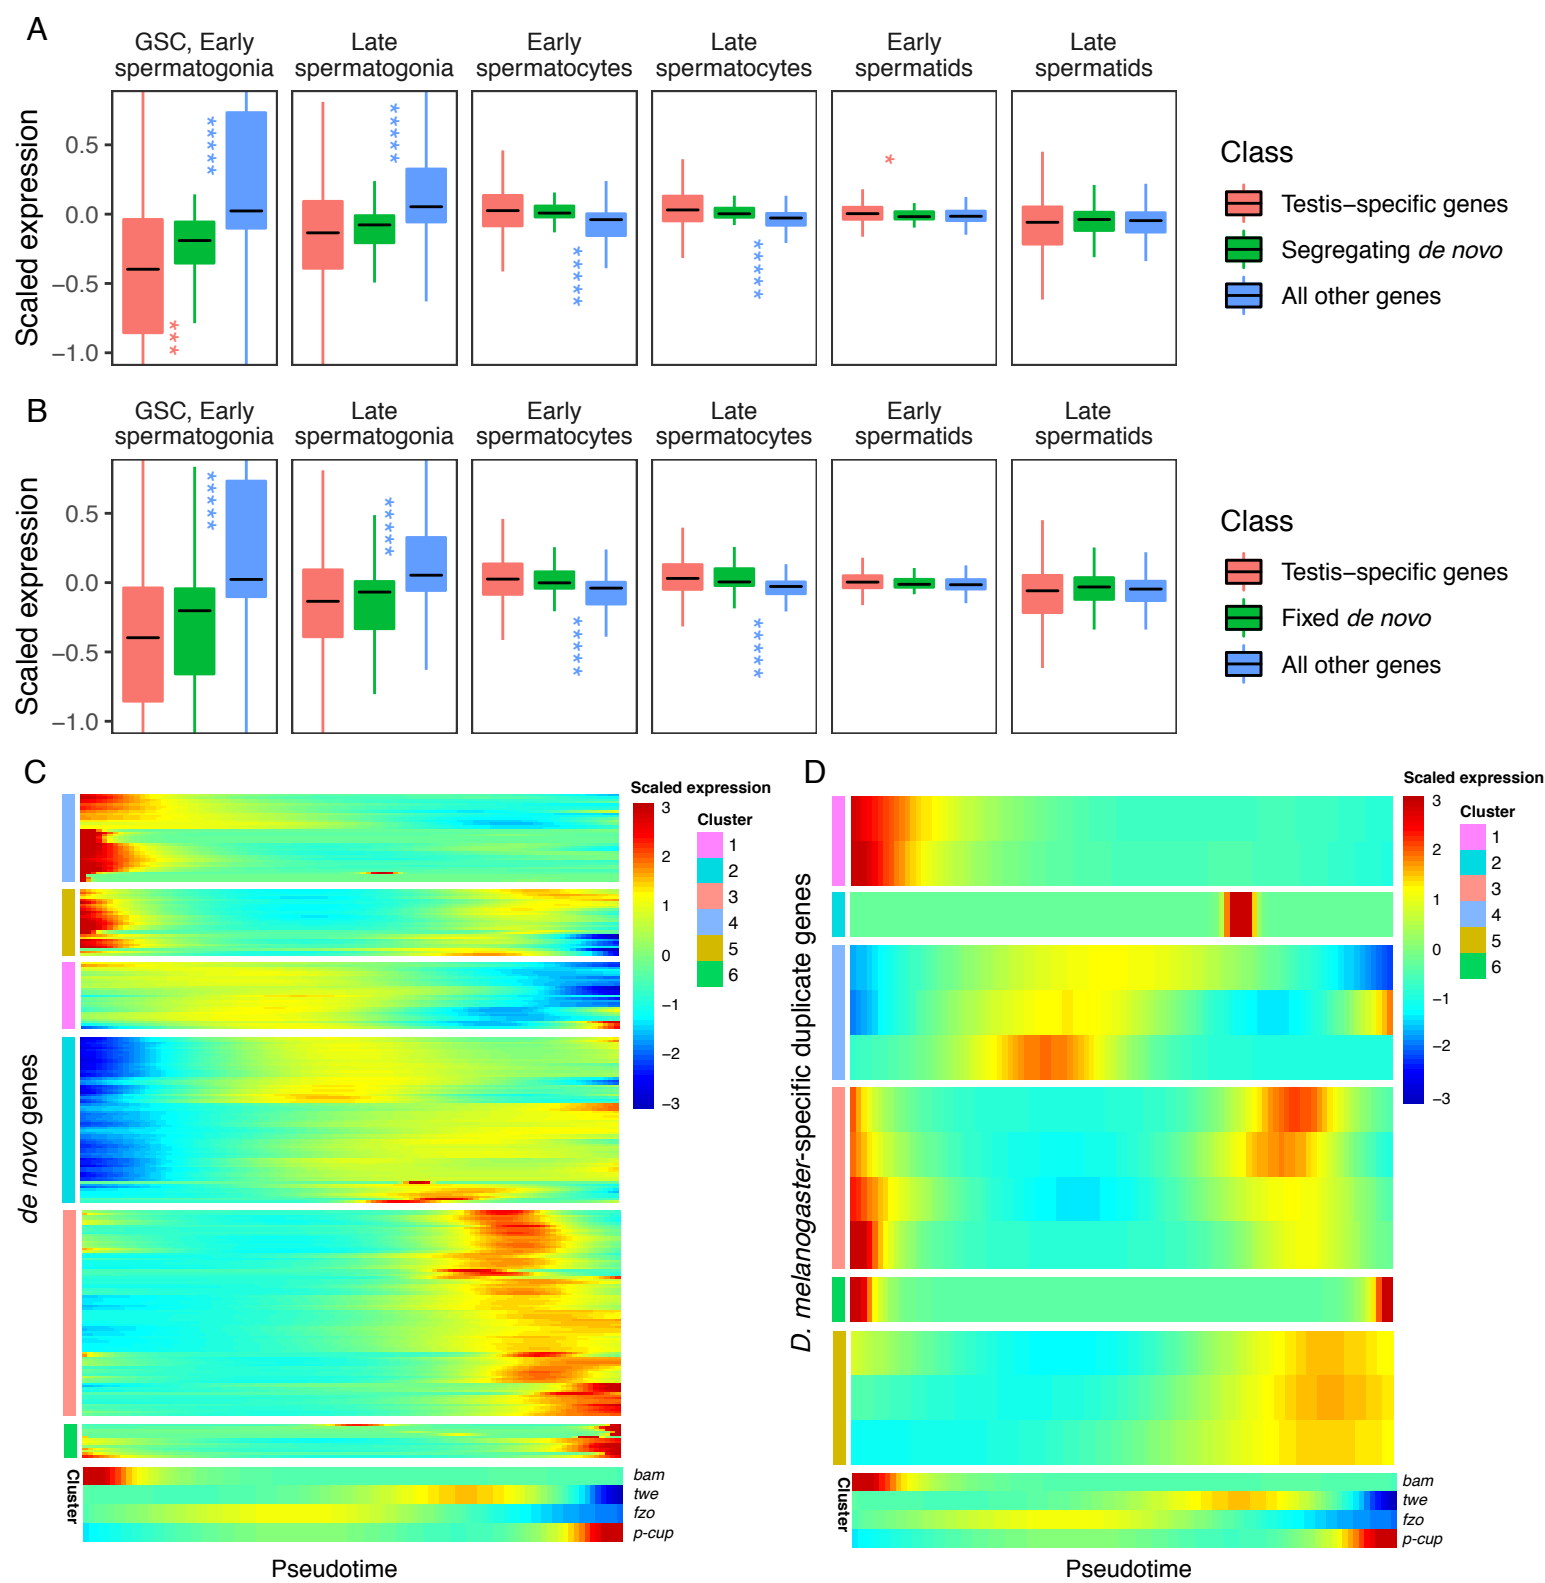 A
GSC, Early
spermatogonia
Late
spermatogonia
Early
spermatocytes
Late
spermatocytes
Early
spermatids
Late
spermatids
Scaled expression
0.5
0.0
−0.5
−1.0
***
*****
*****
*****
*****
*
Class
Testis−specific genes
Segregating de novo
All other genes
B
GSC, Early
spermatogonia
Late
spermatogonia
Early
spermatocytes
Late
spermatocytes
Early
spermatids
Late
spermatids
Scaled expression
0.5
0.0
−0.5
−1.0
*****
*****
*****
*****
Class
Testis−specific genes
Fixed de novo
All other genes
C
de novo genes
Scaled expression
3
2
1
0
−1
−2
−3
Cluster
1
2
3
4
5
6
Cluster
bam
twe
fzo
p-cup
Pseudotime
D
D. melanogaster-specific duplicate genes
Scaled expression
3
2
1
0
−1
−2
−3
Cluster
1
2
3
4
5
6
Cluster
bam
twe
fzo
p-cup
Pseudotime